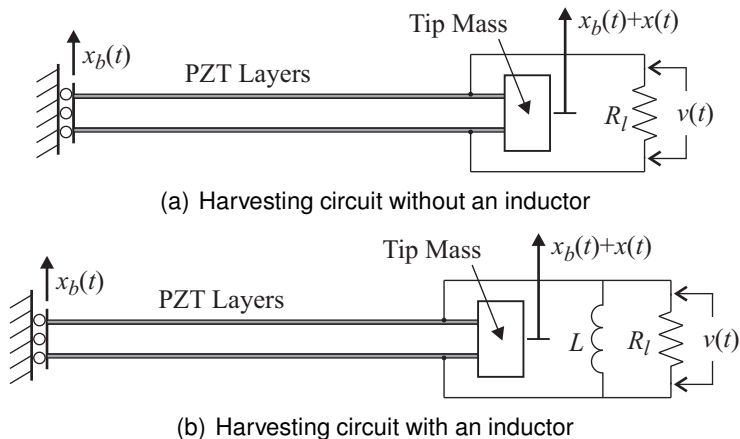 Tip Mass
x_b(t)+x(t)
x_b(t)
PZT Layers
R_l
v(t)
(a) Harvesting circuit without an inductor
Tip Mass
x_b(t)+x(t)
x_b(t)
PZT Layers
L
R_l
v(t)
(b) Harvesting circuit with an inductor